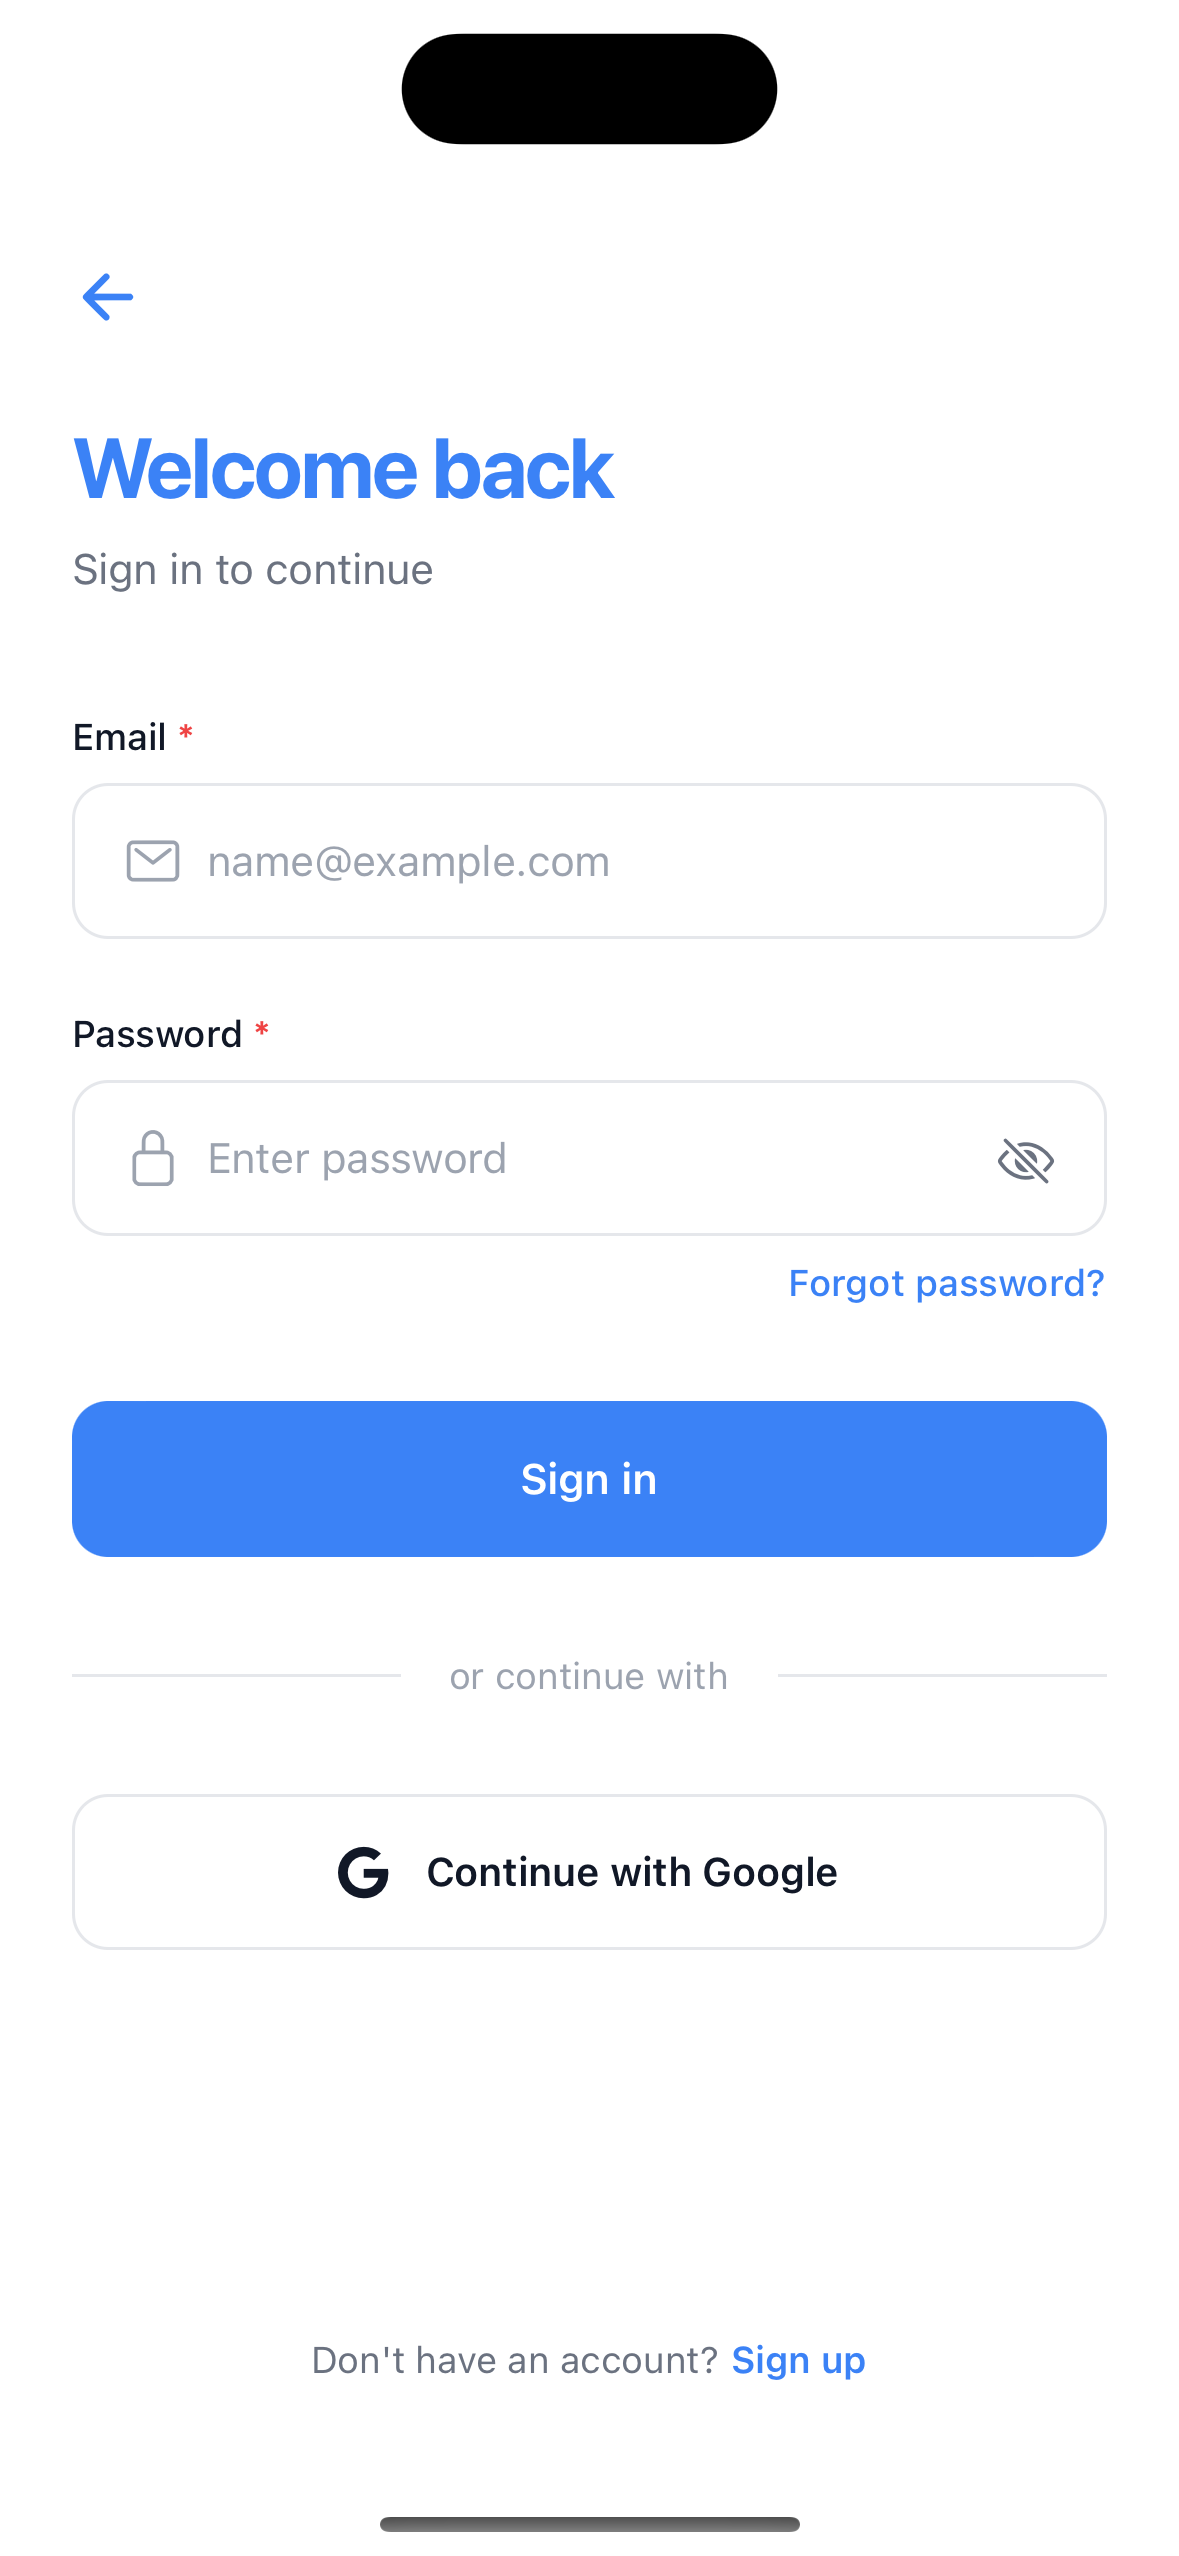 Welcome back
Sign in to continue
Email *
name@example.com
Password *
Enter password
Forgot password?
Sign in
or continue with
Continue with Google
Don't have an account? Sign up